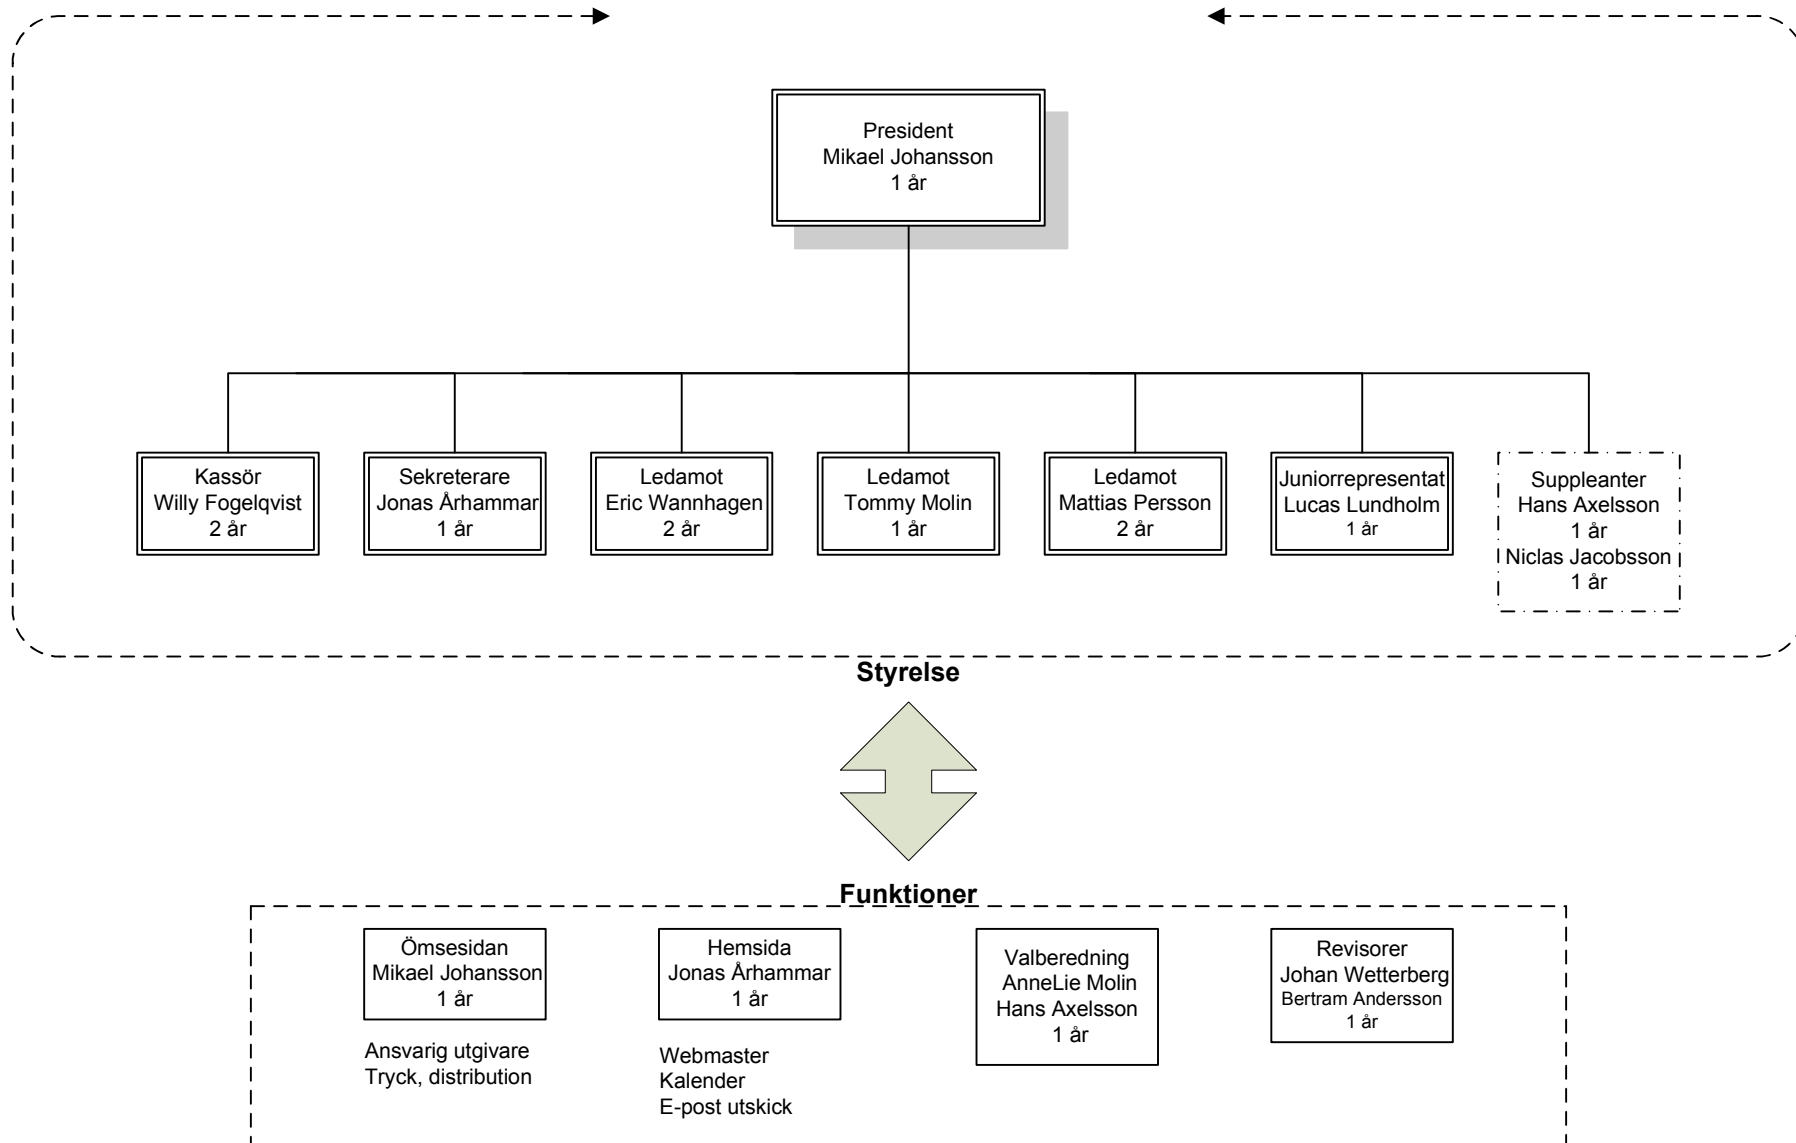 President
Mikael Johansson
1 år
Kassör
Willy Fogelqvist
2 år
Sekreterare
Jonas Århammar
1 år
Ledamot
Eric Wannhagen
2 år
Ledamot
Tommy Molin
1 år
Ledamot
Mattias Persson
2 år
Juniorrepresentat
Lucas Lundholm
1 år
Suppleanter
Hans Axelsson
1 år
Niclas Jacobsson
1 år
Styrelse
Funktioner
Ömsesidan
Mikael Johansson
1 år
Ansvarig utgivare
Tryck, distribution
Hemsida
Jonas Århammar
1 år
Webmaster
Kalender
E-post utskick
Valberedning
AnneLie Molin
Hans Axelsson
1 år
Revisorer
Johan Wetterberg
Bertram Andersson
1 år